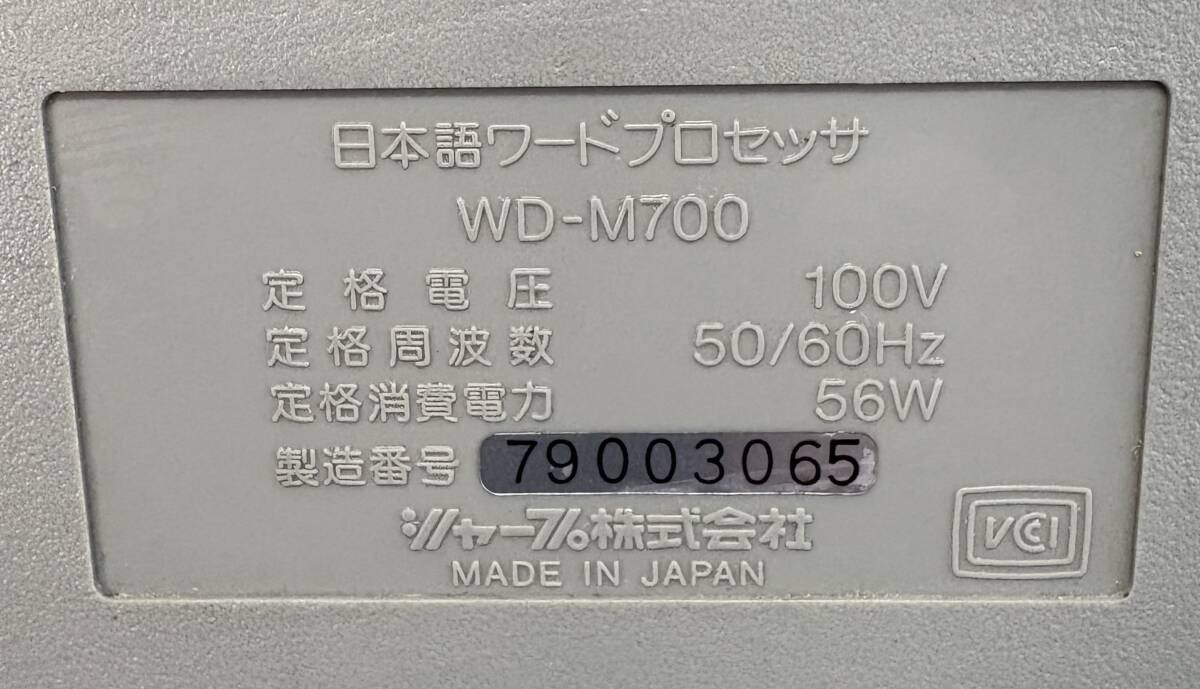 日本語ワードプロセッサ
WD-M700
定格電圧 100V
定格周波数 50/60Hz
定格消費電力 56W
製造番号 79003065
シャープ株式会社
MADE IN JAPAN
VCCI